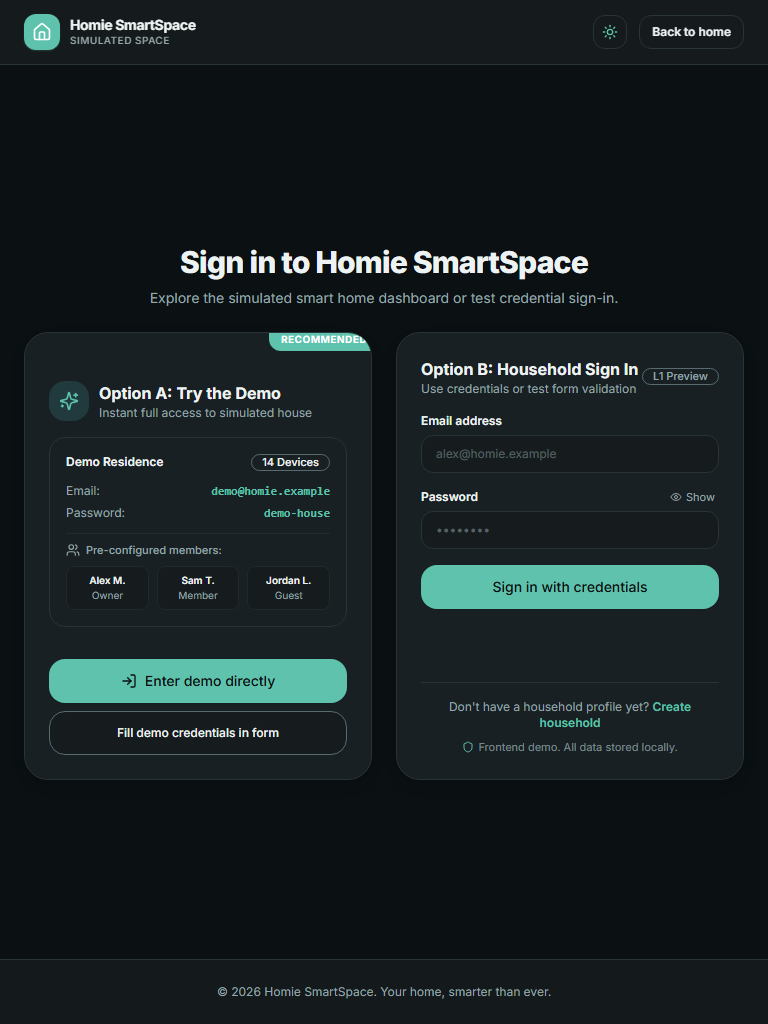 Homie SmartSpace
SIMULATED SPACE
Back to home
Sign in to Homie SmartSpace
Explore the simulated smart home dashboard or test credential sign-in.
RECOMMENDED
Option A: Try the Demo
Instant full access to simulated house
Demo Residence
14 Devices
Email:
demo@homie.example
Password:
demo-house
Pre-configured members:
Alex M.
Owner
Sam T.
Member
Jordan L.
Guest
Enter demo directly
Fill demo credentials in form
Option B: Household Sign In
L1 Preview
Use credentials or test form validation
Email address
alex@homie.example
Password
Show
••••••••
Sign in with credentials
Don't have a household profile yet? Create
household
Frontend demo. All data stored locally.
© 2026 Homie SmartSpace. Your home, smarter than ever.